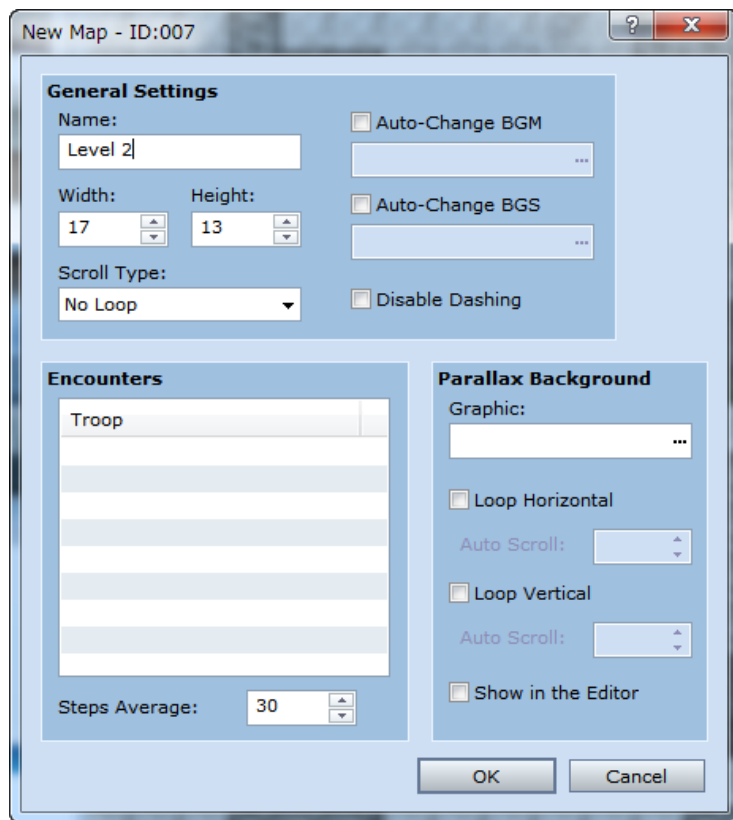 New Map - ID:007
General Settings
Name:
Level 2
Width:
Height:
17
13
Scroll Type:
No Loop
Auto-Change BGM
...
Auto-Change BGS
...
Disable Dashing
Encounters
Troop
Steps Average:
30
Parallax Background
Graphic:
...
Loop Horizontal
Auto Scroll:
Loop Vertical
Auto Scroll:
Show in the Editor
OK
Cancel